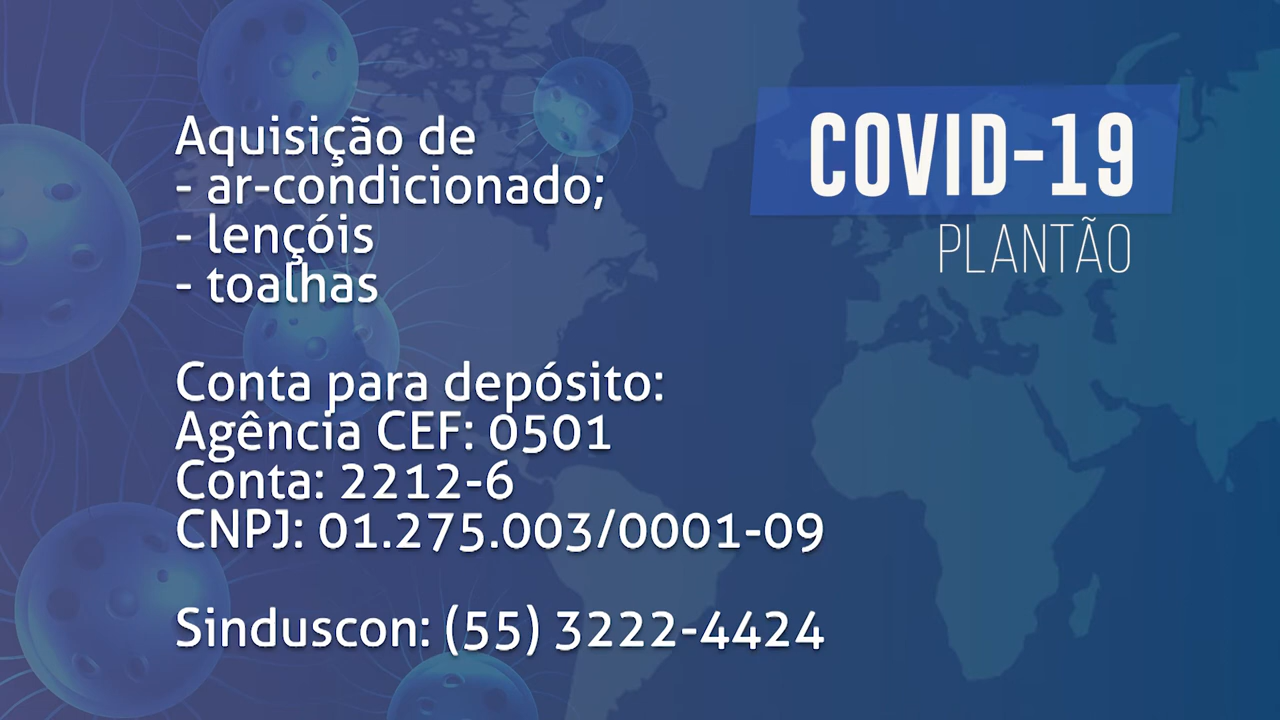 Aquisição de
- ar-condicionado;
- lençóis
- toalhas
Conta para depósito:
Agência CEF: 0501
Conta: 2212-6
CNPJ: 01.275.003/0001-09
Sinduscon: (55) 3222-4424
COVID-19
PLANTÃO